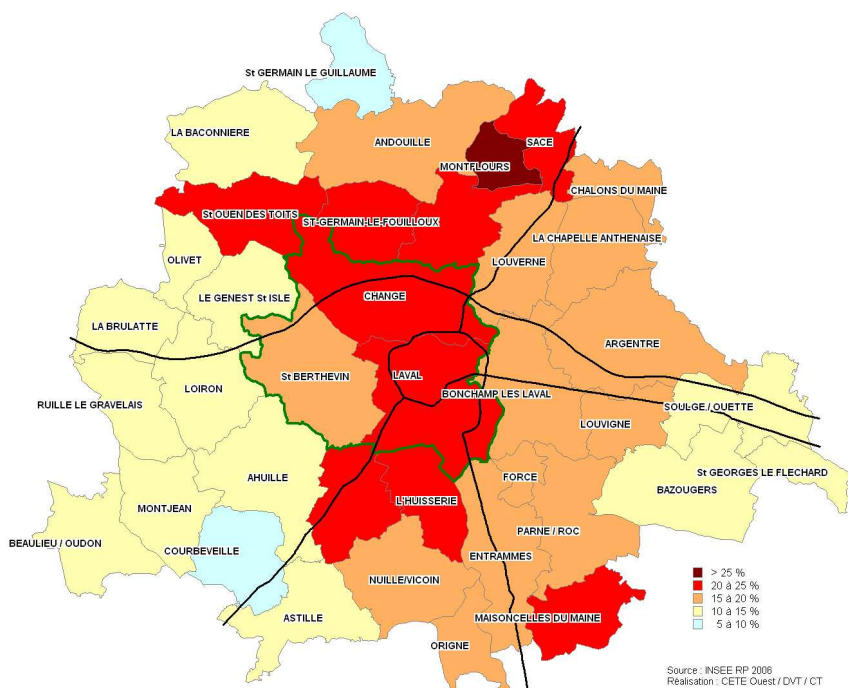 St GERMAIN LE GUILLAUME
LA BACONNIERE
ANDOUILLE
SACE
MONTFLOURS
CHALONS DU MAINE
St OUEN DES TOITS
ST-GERMAIN-LE-FOUILLOUX
LA CHAPELLE ANTHENAISE
OLIVET
LOUVERNE
LE GENEST St ISLE
CHANGE
LA BRULATTE
ARGENTRE
St BERTHEVIN
LAVAL
LOIRON
BONCHAMP LES LAVAL
RUILLE LE GRAVELAIS
SOULGE / OUETTE
LOUVIGNE
St GEORGES LE FLECHARD
AHUILLE
FORCE
BAZOUGERS
L'HUISSERIE
MONTJEAN
PARNE / ROC
BEAULIEU / OUDON
COURBEVEILLE
ENTRAMMES
NUILLE/VICOIN
ASTILLE
MAISONCELLES DU MAINE
ORIGNE
> 25 %
20 à 25 %
15 à 20 %
10 à 15 %
5 à 10 %
Source : INSEE RP 2006
Réalisation : CETE Ouest / DVT / CT